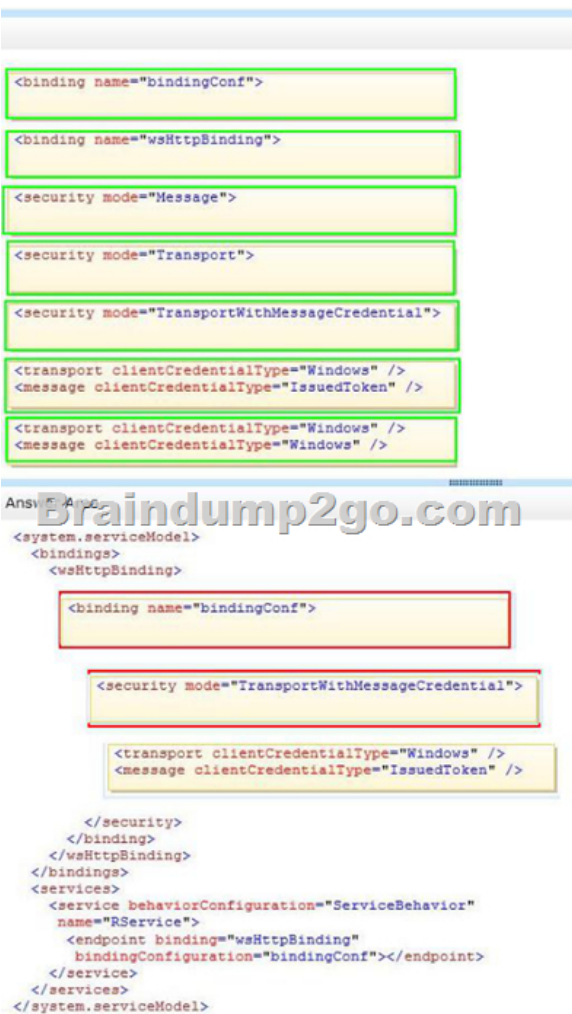 <binding name="bindingConf">
<binding name="wsHttpBinding">
<security mode="Message">
<security mode="Transport">
<security mode="TransportWithMessageCredential">
<transport clientCredentialType="Windows" />
<message clientCredentialType="IssuedToken" />
<transport clientCredentialType="Windows" />
<message clientCredentialType="Windows" />
Answer Area
Braindump2go.com
<system.serviceModel>
<bindings>
<wsHttpBinding>
<binding name="bindingConf">
<security mode="TransportWithMessageCredential">
<transport clientCredentialType="Windows" />
<message clientCredentialType="IssuedToken" />
</security>
</binding>
</wsHttpBinding>
</bindings>
<services>
<service behaviorConfiguration="ServiceBehavior"
name="RService">
<endpoint binding="wsHttpBinding"
bindingConfiguration="bindingConf"></endpoint>
</service>
</services>
</system.serviceModel>